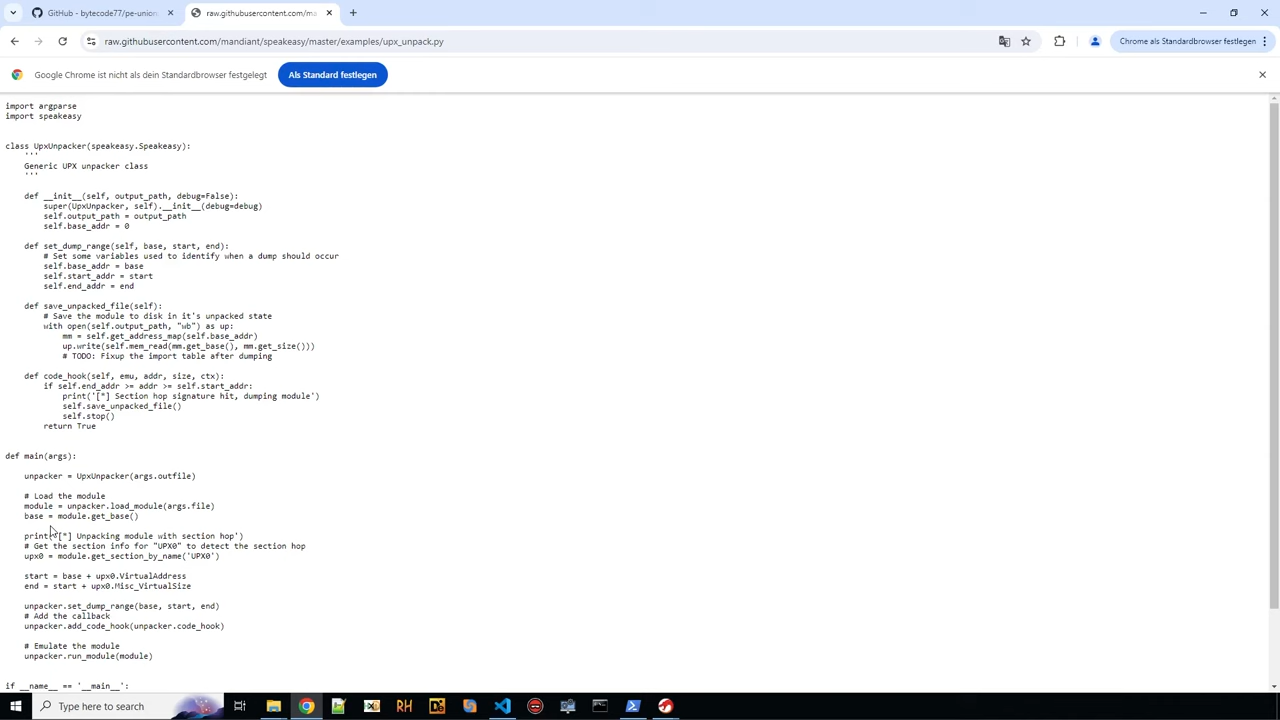 GitHub - bytecode77/pe-union
raw.githubusercontent.com/ma
raw.githubusercontent.com/mandiant/speakeasy/master/examples/upx_unpack.py
Chrome als Standardbrowser festlegen
Google Chrome ist nicht als dein Standardbrowser festgelegt
Als Standard festlegen
import argparse
import speakeasy
class UpxUnpacker(speakeasy.Speakeasy):
'''
Generic UPX unpacker class
'''
def __init__(self, output_path, debug=False):
super(UpxUnpacker, self).__init__(debug=debug)
self.output_path = output_path
self.base_addr = 0
def set_dump_range(self, base, start, end):
# Set some variables used to identify when a dump should occur
self.base_addr = base
self.start_addr = start
self.end_addr = end
def save_unpacked_file(self):
# Save the module to disk in it's unpacked state
with open(self.output_path, "wb") as up:
mm = self.get_address_map(self.base_addr)
up.write(self.mem_read(mm.get_base(), mm.get_size()))
# TODO: Fixup the import table after dumping
def code_hook(self, emu, addr, size, ctx):
if self.end_addr >= addr >= self.start_addr:
print('[*] Section hop signature hit, dumping module')
self.save_unpacked_file()
self.stop()
return True
def main(args):
unpacker = UpxUnpacker(args.outfile)
# Load the module
module = unpacker.load_module(args.file)
base = module.get_base()
print('[*] Unpacking module with section hop')
# Get the section info for "UPX0" to detect the section hop
upx0 = module.get_section_by_name('UPX0')
start = base + upx0.VirtualAddress
end = start + upx0.Misc_VirtualSize
unpacker.set_dump_range(base, start, end)
# Add the callback
unpacker.add_code_hook(unpacker.code_hook)
# Emulate the module
unpacker.run_module(module)
if __name__ == '__main__':
Type here to search